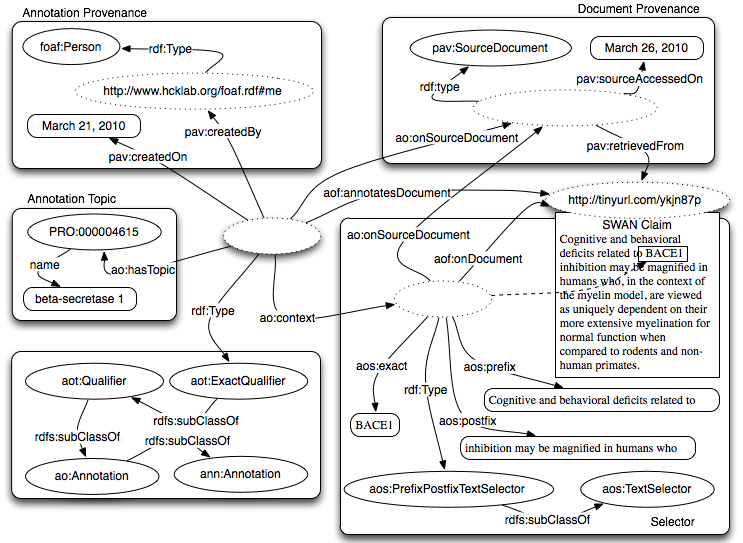 Annotation Provenance
foaf:Person
rdf:Type
http://www.hcklab.org/foaf.rdf#me
March 21, 2010
pav:createdBy
pav:createdOn
Document Provenance
pav:SourceDocument
March 26, 2010
rdf:type
pav:sourceAccessedOn
ao:onSourceDocument
pav:retrievedFrom
Annotation Topic
PRO:000004615
name
ao:hasTopic
beta-secretase 1
aof:annotatesDocument
http://tinyurl.com/ykjn87p
ao:onSourceDocument
aof:onDocument
SWAN Claim
Cognitive and behavioral
deficits related to BACE1
inhibition may be magnified in
humans who, in the context of
the myelin model, are viewed
as uniquely dependent on their
more extensive myelination for
normal function when
compared to rodents and non-
human primates.
rdf:Type
ao:context
aot:Qualifier
aot:ExactQualifier
rdfs:subClassOf
rdfs:subClassOf
rdfs:subClassOf
ao:Annotation
ann:Annotation
aos:exact
aos:prefix
rdf:Type
Cognitive and behavioral deficits related to
BACE1
aos:postfix
inhibition may be magnified in humans who
aos:PrefixPostfixTextSelector
aos:TextSelector
rdfs:subClassOf
Selector